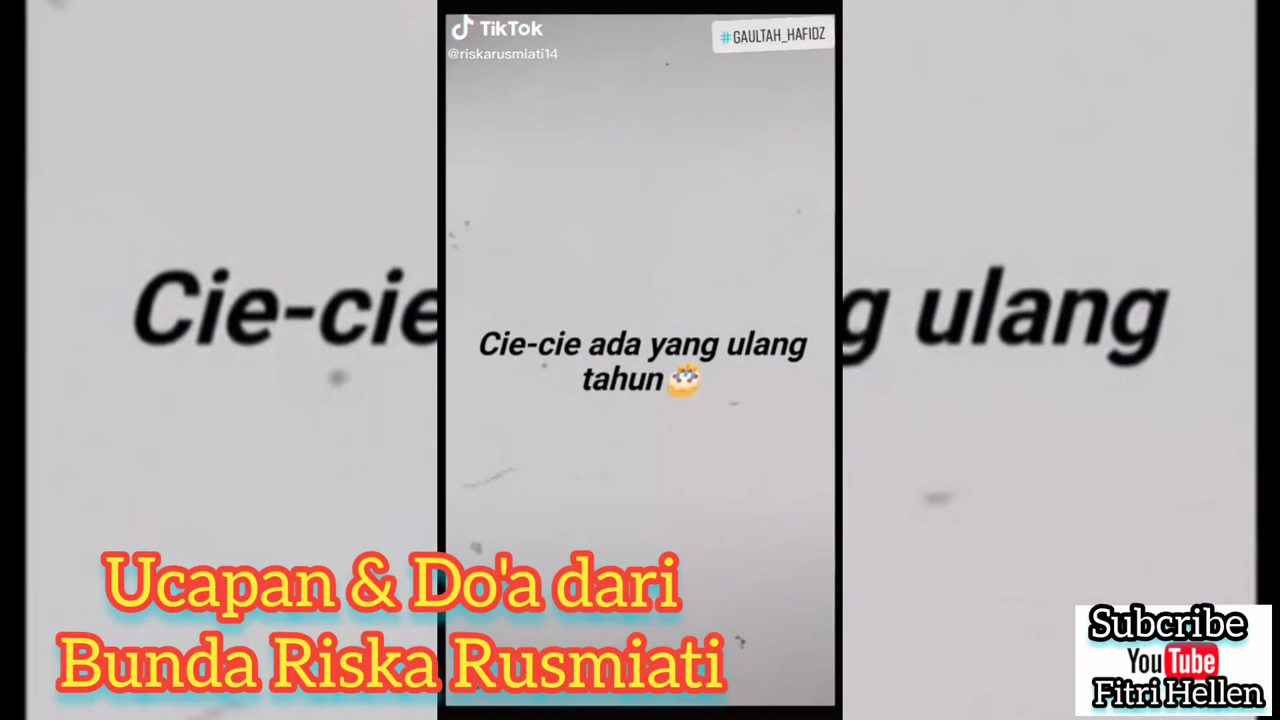 TikTok
@riskarusmiati14
#GAULTAH_HAFIDZ
Cie-cie
g ulang
Cie-cie ada yang ulang
tahun🎂
Ucapan & Do'a dari
Bunda Riska Rusmiati
Subcribe
YouTube
Fitri Hellen